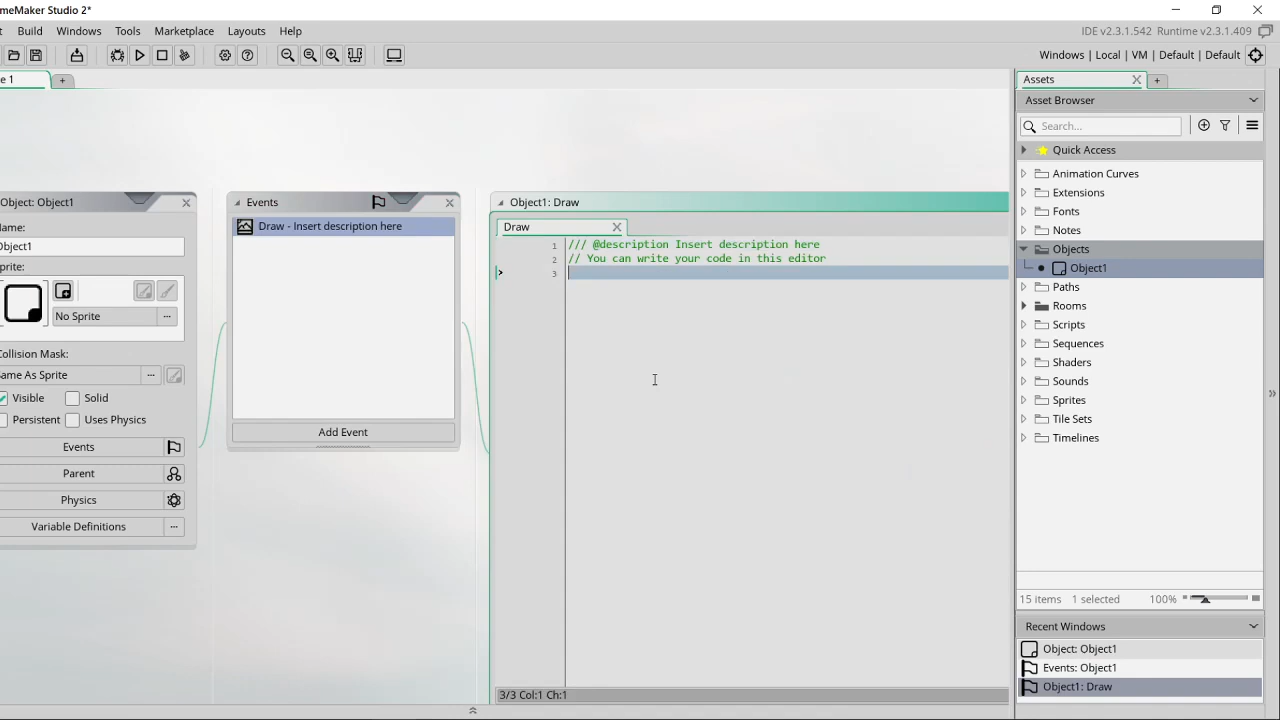 meMaker Studio 2*
t Build Windows Tools Marketplace Layouts Help
IDE v2.3.1.542 Runtime v2.3.1.409
Windows | Local | VM | Default | Default
e 1
Assets
Asset Browser
Search...
Quick Access
Animation Curves
Extensions
Fonts
Notes
Objects
Object1
Paths
Rooms
Scripts
Sequences
Shaders
Sounds
Sprites
Tile Sets
Timelines
15 items 1 selected 100%
Recent Windows
Object: Object1
Events: Object1
Object1: Draw
Object: Object1
Name:
Object1
Sprite:
No Sprite ...
Collision Mask:
Same As Sprite ...
Visible Solid
Persistent Uses Physics
Events
Parent
Physics
Variable Definitions ...
Events
Draw - Insert description here
Add Event
Object1: Draw
Draw
1 /// @description Insert description here
2 // You can write your code in this editor
3
3/3 Col:1 Ch:1